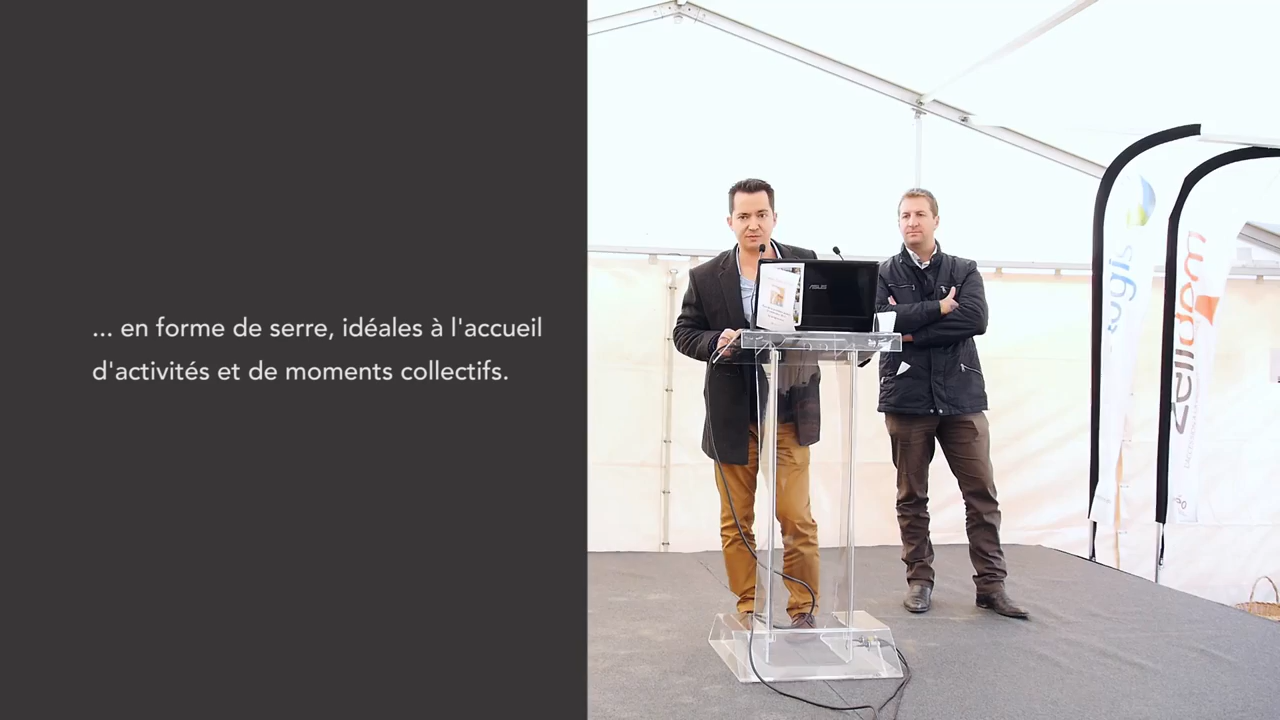 ... en forme de serre, idéales à l'accueil
d'activités et de moments collectifs.
ASUS